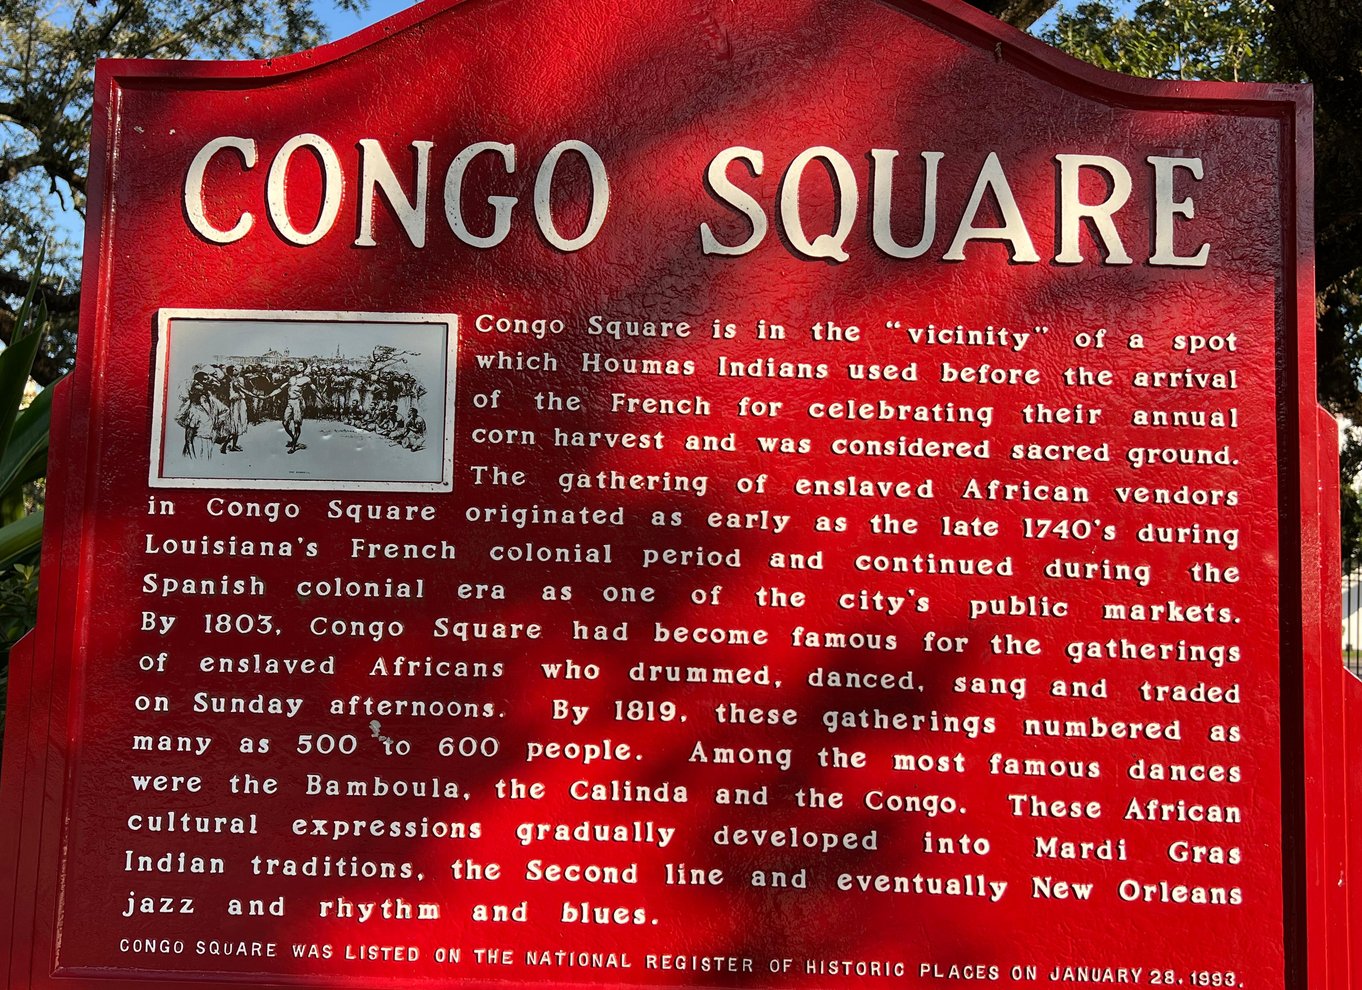 CONGO SQUARE
Congo Square is in the "vicinity" of a spot
which Houmas Indians used before the arrival
of the French for celebrating their annual
corn harvest and was considered sacred ground.
The gathering of enslaved African vendors
in Congo Square originated as early as the late 1740's during
Louisiana's French colonial period and continued during the
Spanish colonial era as one of the city's public markets.
By 1803, Congo Square had become famous for the gatherings
of enslaved Africans who drummed, danced, sang and traded
on Sunday afternoons. By 1819, these gatherings numbered as
many as 500 to 600 people. Among the most famous dances
were the Bamboula, the Calinda and the Congo. These African
cultural expressions gradually developed into Mardi Gras
Indian traditions, the Second line and eventually New Orleans
jazz and rhythm and blues.
CONGO SQUARE WAS LISTED ON THE NATIONAL REGISTER OF HISTORIC PLACES ON JANUARY 28, 1993.